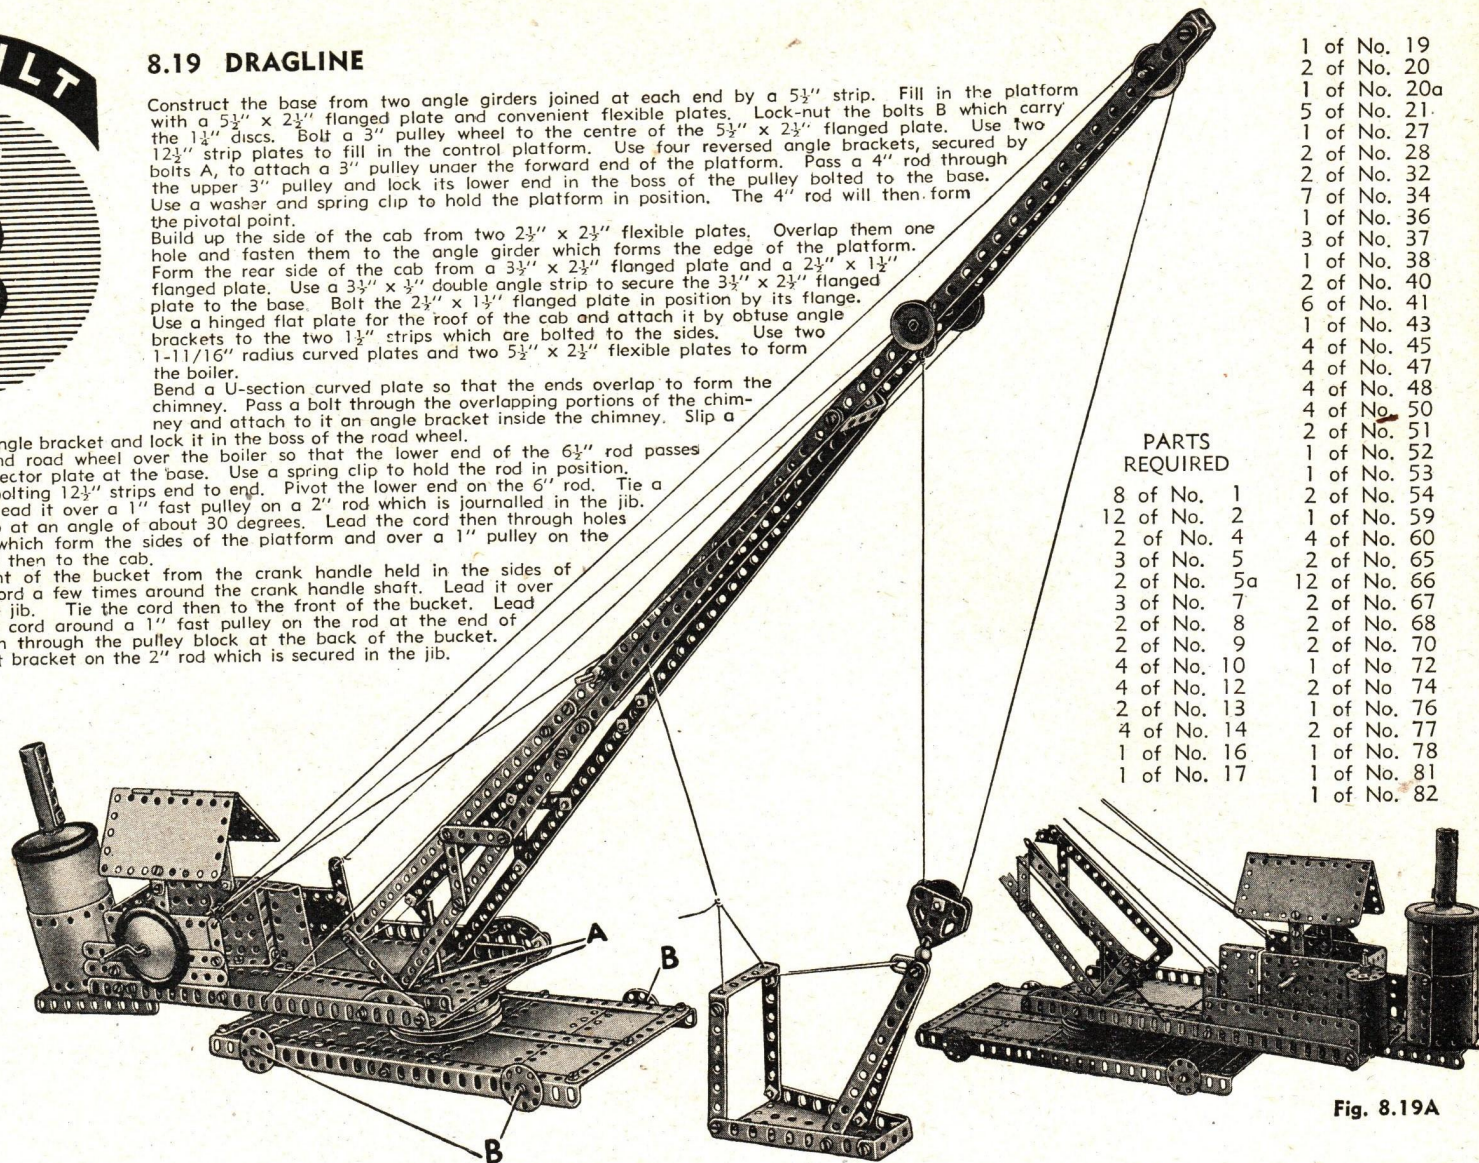 ILT
8.19 DRAGLINE
Construct the base from two angle girders joined at each end by a 5½″ strip. Fill in the platform
with a 5½″ x 2½″ flanged plate and convenient flexible plates. Lock-nut the bolts B which carry
the 1¼″ discs. Bolt a 3″ pulley wheel to the centre of the 5½″ x 2½″ flanged plate. Use two
12½″ strip plates to fill in the control platform. Use four reversed angle brackets, secured by
bolts A, to attach a 3″ pulley under the forward end of the platform. Pass a 4″ rod through
the upper 3″ pulley and lock its lower end in the boss of the pulley bolted to the base.
Use a washer and spring clip to hold the platform in position. The 4″ rod will then form
the pivotal point.
Build up the side of the cab from two 2½″ x 2½″ flexible plates. Overlap them one
hole and fasten them to the angle girder which forms the edge of the platform.
Form the rear side of the cab from a 3½″ x 2½″ flanged plate and a 2½″ x 1½″
flanged plate. Use a 3½″ x ½″ double angle strip to secure the 3½″ x 2½″ flanged
plate to the base. Bolt the 2½″ x 1½″ flanged plate in position by its flange.
Use a hinged flat plate for the roof of the cab and attach it by obtuse angle
brackets to the two 1½″ strips which are bolted to the sides. Use two
1-11/16″ radius curved plates and two 5½″ x 2½″ flexible plates to form
the boiler.
Bend a U-section curved plate so that the ends overlap to form the
chimney. Pass a bolt through the overlapping portions of the chim-
ney and attach to it an angle bracket inside the chimney. Slip a
ngle bracket and lock it in the boss of the road wheel.
nd road wheel over the boiler so that the lower end of the 6½″ rod passes
ector plate at the base. Use a spring clip to hold the rod in position.
olting 12½″ strips end to end. Pivot the lower end on the 6″ rod. Tie a
ead it over a 1″ fast pulley on a 2″ rod which is journalled in the jib.
at an angle of about 30 degrees. Lead the cord then through holes
which form the sides of the platform and over a 1″ pulley on the
then to the cab.
nt of the bucket from the crank handle held in the sides of
ord a few times around the crank handle shaft. Lead it over
jib. Tie the cord then to the front of the bucket. Lead
cord around a 1″ fast pulley on the rod at the end of
n through the pulley block at the back of the bucket.
t bracket on the 2″ rod which is secured in the jib.
PARTS
REQUIRED
8 of No. 1
12 of No. 2
2 of No. 4
3 of No. 5
2 of No. 5a
3 of No. 7
2 of No. 8
2 of No. 9
4 of No. 10
4 of No. 12
2 of No. 13
4 of No. 14
1 of No. 16
1 of No. 17
1 of No. 19
2 of No. 20
1 of No. 20a
5 of No. 21
1 of No. 27
2 of No. 28
2 of No. 32
7 of No. 34
1 of No. 36
3 of No. 37
1 of No. 38
2 of No. 40
6 of No. 41
1 of No. 43
4 of No. 45
4 of No. 47
4 of No. 48
4 of No. 50
2 of No. 51
1 of No. 52
1 of No. 53
2 of No. 54
1 of No. 59
4 of No. 60
2 of No. 65
12 of No. 66
2 of No. 67
2 of No. 68
2 of No. 70
1 of No 72
2 of No 74
1 of No. 76
2 of No. 77
1 of No. 78
1 of No. 81
1 of No. 82
A
B
B
Fig. 8.19A